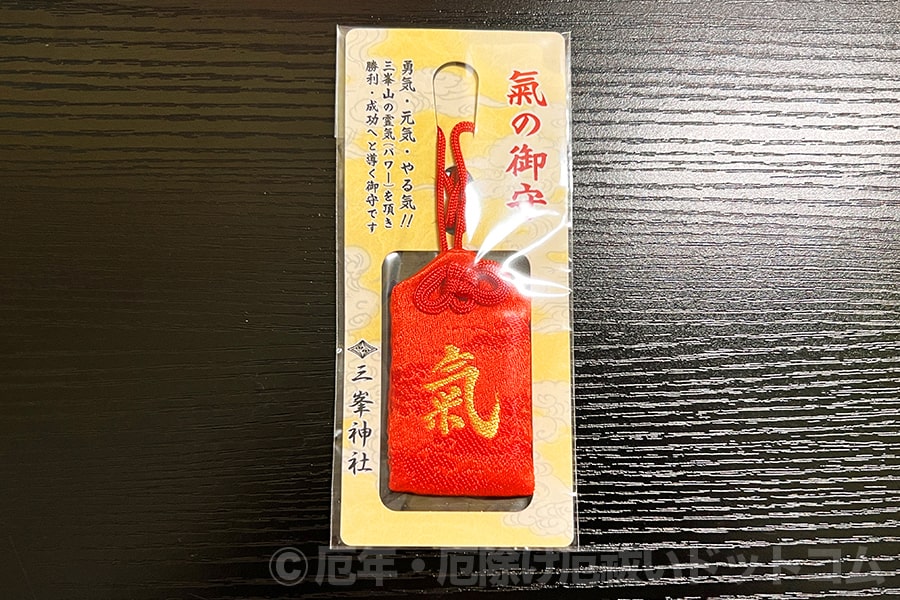 氣の御守
勇気・元気・やる気!!
三峯山の霊気(パワー)を頂き
勝利・成功へと導く御守です
三峯神社
氣
©厄年・厄除け厄祓いドットコム